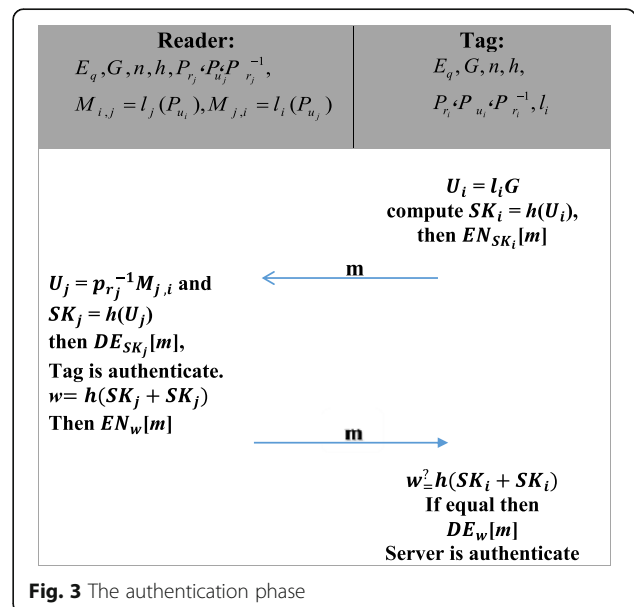 Reader:
E_q, G, n, h, P_{r_j}، P_{u_j}، P_{r_j}^{-1},
M_{i,j} = l_j(P_{u_i}), M_{j,i} = l_i(P_{u_j})
Tag:
E_q, G, n, h,
P_{r_i}، P_{u_i}، P_{r_i}^{-1}, l_i
U_i = l_iG
compute SK_i = h(U_i),
then EN_{SK_i}[m]
m
U_j = p_{r_j}^{-1}M_{j,i} and
SK_j = h(U_j)
then DE_{SK_j}[m],
Tag is authenticate.
w= h(SK_j + SK_j)
Then EN_w[m]
m
w ?= h(SK_i + SK_i)
If equal then
DE_w[m]
Server is authenticate
Fig. 3 The authentication phase